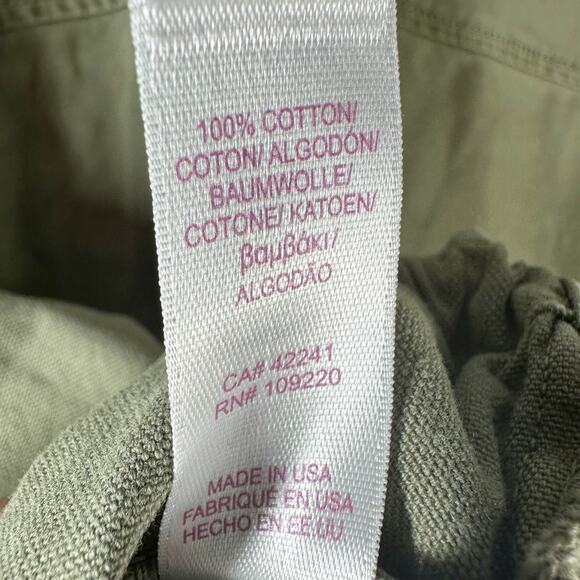 100% COTTON/
COTON/ ALGODÓN/
BAUMWOLLE/
COTONE/ KATOEN/
βαμβάκι/
ALGODÃO
CA# 42241
RN# 109220
MADE IN USA
FABRIQUÉ EN USA
HECHO EN EE.UU